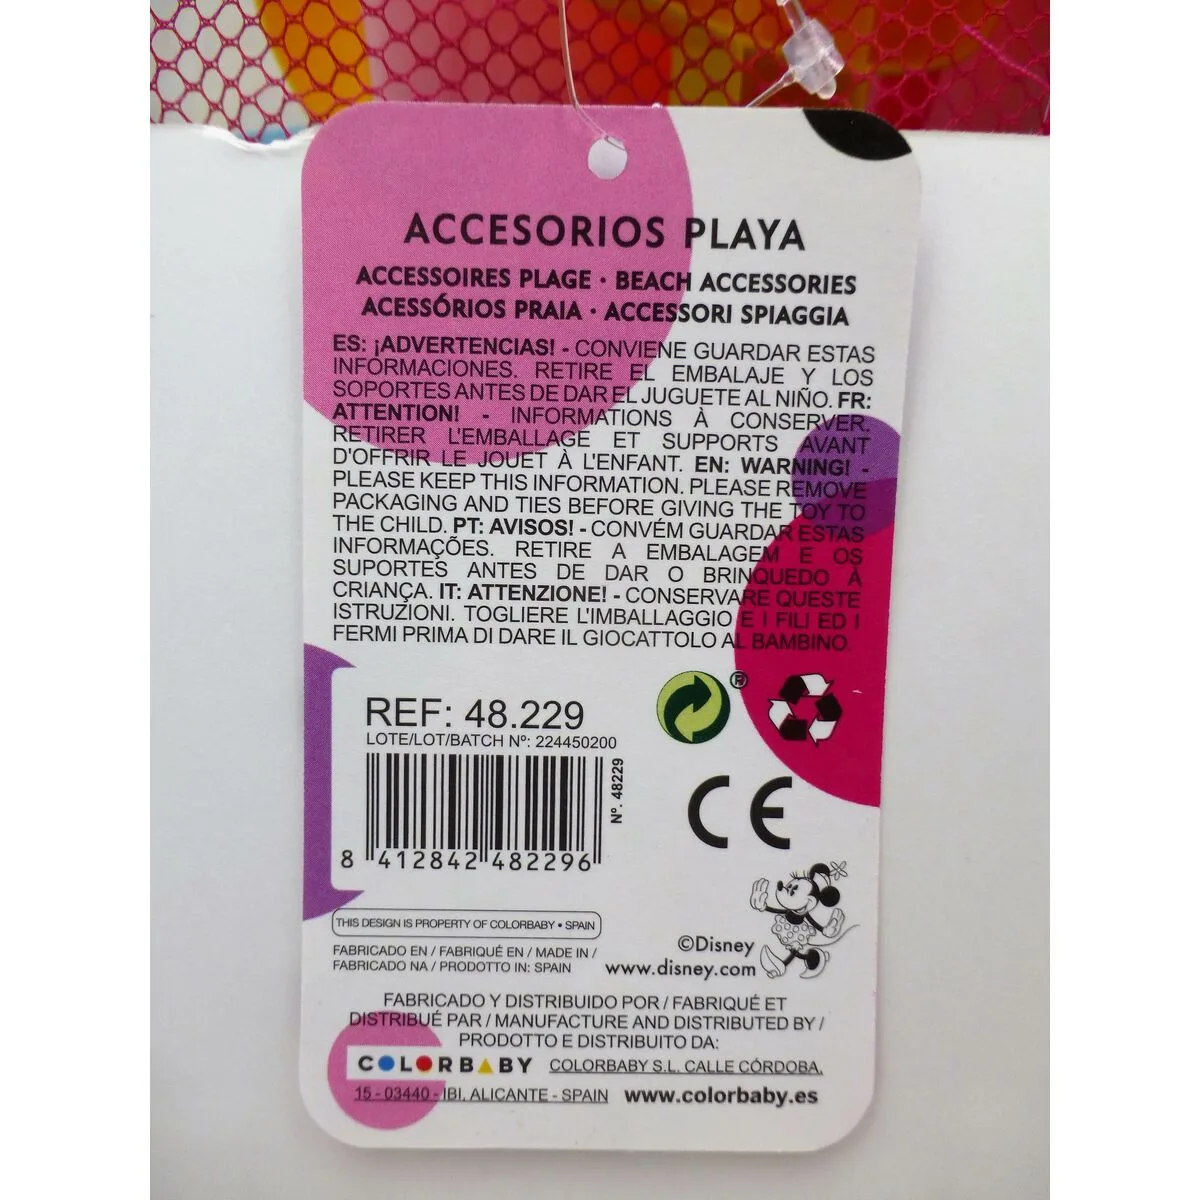 ACCESORIOS PLAYA
ACCESSOIRES PLAGE · BEACH ACCESSORIES
ACESSÓRIOS PRAIA · ACCESSORI SPIAGGIA
ES: ¡ADVERTENCIAS! - CONVIENE GUARDAR ESTAS
INFORMACIONES. RETIRE EL EMBALAJE Y LOS
SOPORTES ANTES DE DAR EL JUGUETE AL NIÑO. FR:
ATTENTION! - INFORMATIONS À CONSERVER.
RETIRER L'EMBALLAGE ET SUPPORTS AVANT
D'OFFRIR LE JOUET À L'ENFANT. EN: WARNING! -
PLEASE KEEP THIS INFORMATION. PLEASE REMOVE
PACKAGING AND TIES BEFORE GIVING THE TOY TO
THE CHILD. PT: AVISOS! - CONVÉM GUARDAR ESTAS
INFORMAÇÕES. RETIRE A EMBALAGEM E OS
SUPORTES ANTES DE DAR O BRINQUEDO À
CRIANÇA. IT: ATTENZIONE! - CONSERVARE QUESTE
ISTRUZIONI. TOGLIERE L'IMBALLAGGIO E I FILI ED I
FERMI PRIMA DI DARE IL GIOCATTOLO AL BAMBINO.
REF: 48.229
LOTE/LOT/BATCH Nº: 224450200
Nº. 48229
8 412842 482296
®
CE
THIS DESIGN IS PROPERTY OF COLORBABY • SPAIN
FABRICADO EN / FABRIQUÉ EN / MADE IN /
FABRICADO NA / PRODOTTO IN: SPAIN
©Disney
www.disney.com
FABRICADO Y DISTRIBUIDO POR / FABRIQUÉ ET
DISTRIBUÉ PAR / MANUFACTURE AND DISTRIBUTED BY /
PRODOTTO E DISTRIBUITO DA:
COLORBABY COLORBABY S.L. CALLE CÓRDOBA,
15 - 03440 - IBI, ALICANTE - SPAIN www.colorbaby.es